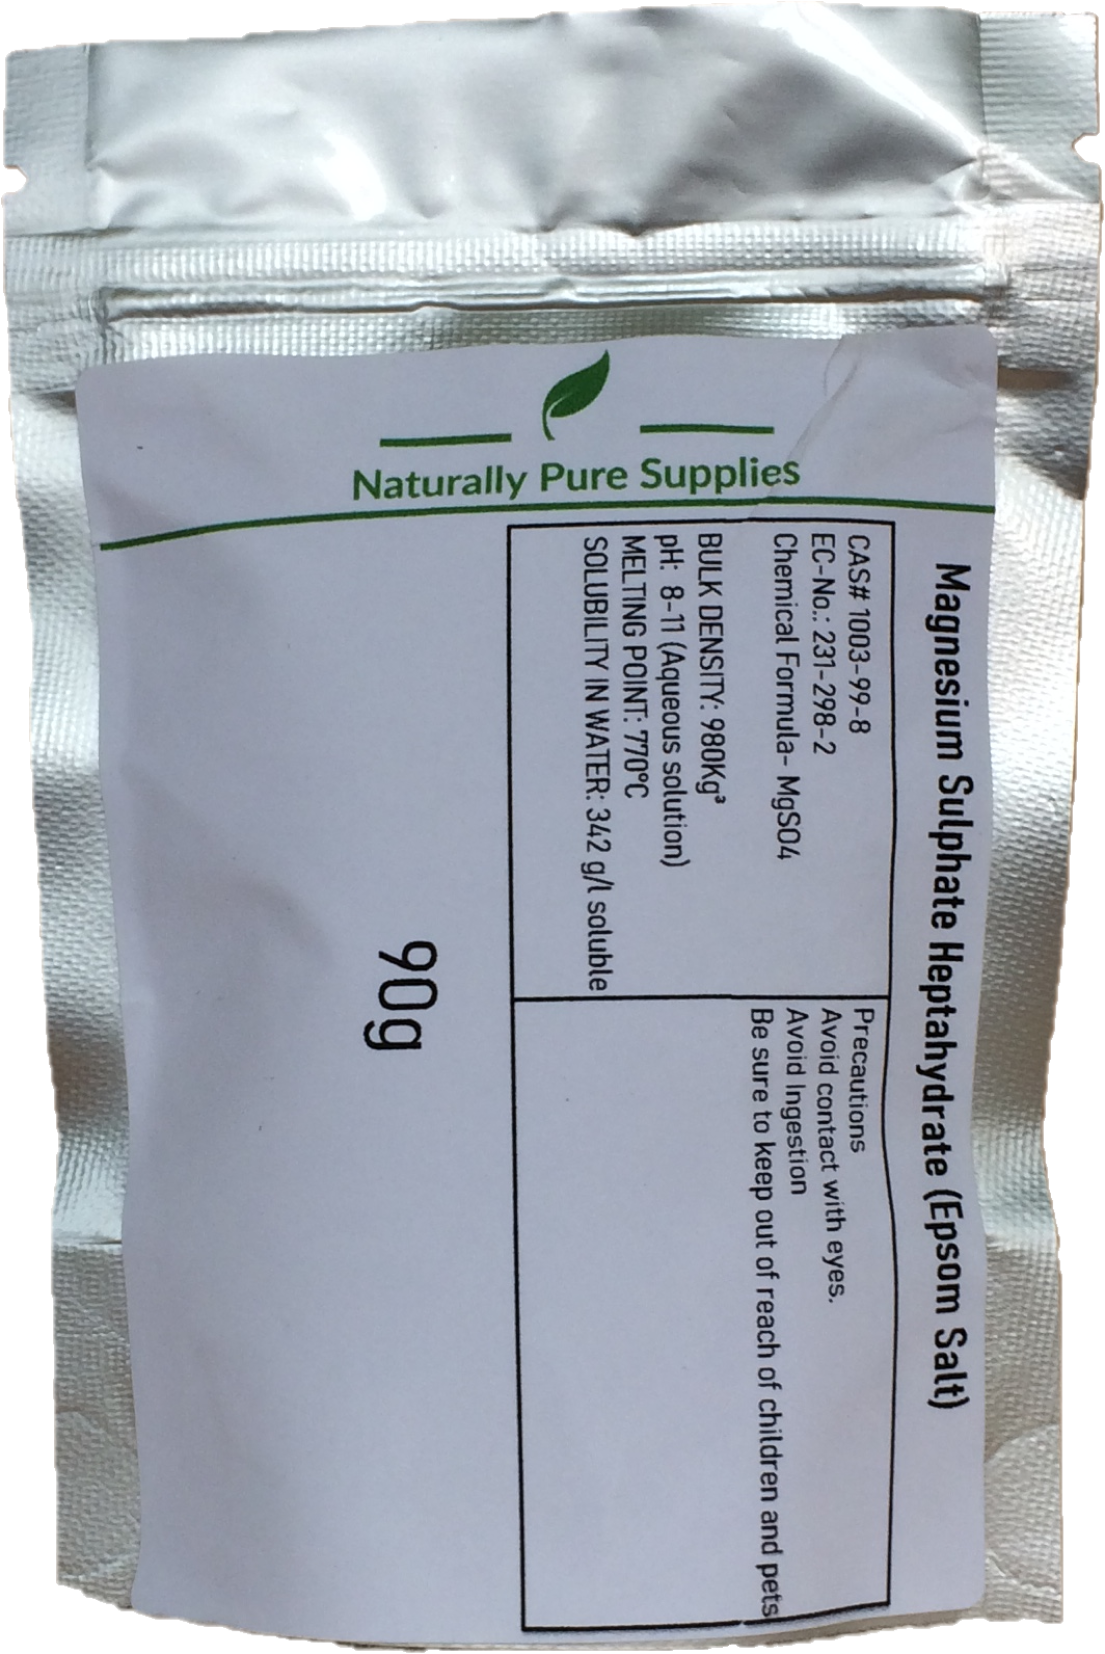 Naturally Pure Supplies
Magnesium Sulphate Heptahydrate (Epsom Salt)
CAS# 1003-99-8
EC-No.: 231-298-2
Chemical Formula- MgSO4
BULK DENSITY: 980Kg³
pH: 8-11 (Aqueous solution)
MELTING POINT: 770°C
SOLUBILITY IN WATER: 342 g/l soluble
Precautions
Avoid contact with eyes.
Avoid Ingestion
Be sure to keep out of reach of children and pets
90g